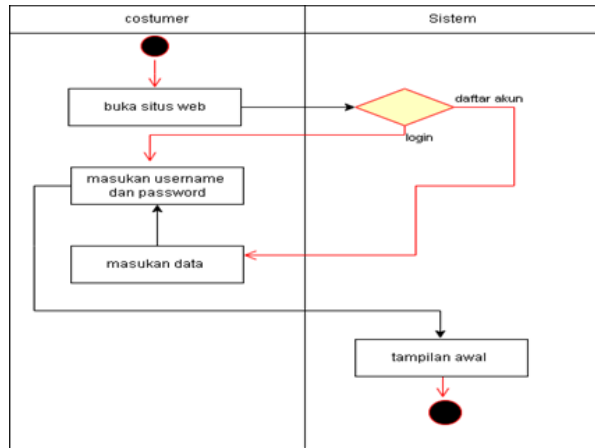 costumer
Sistem
buka situs web
daftar akun
login
masukan username
dan password
masukan data
tampilan awal